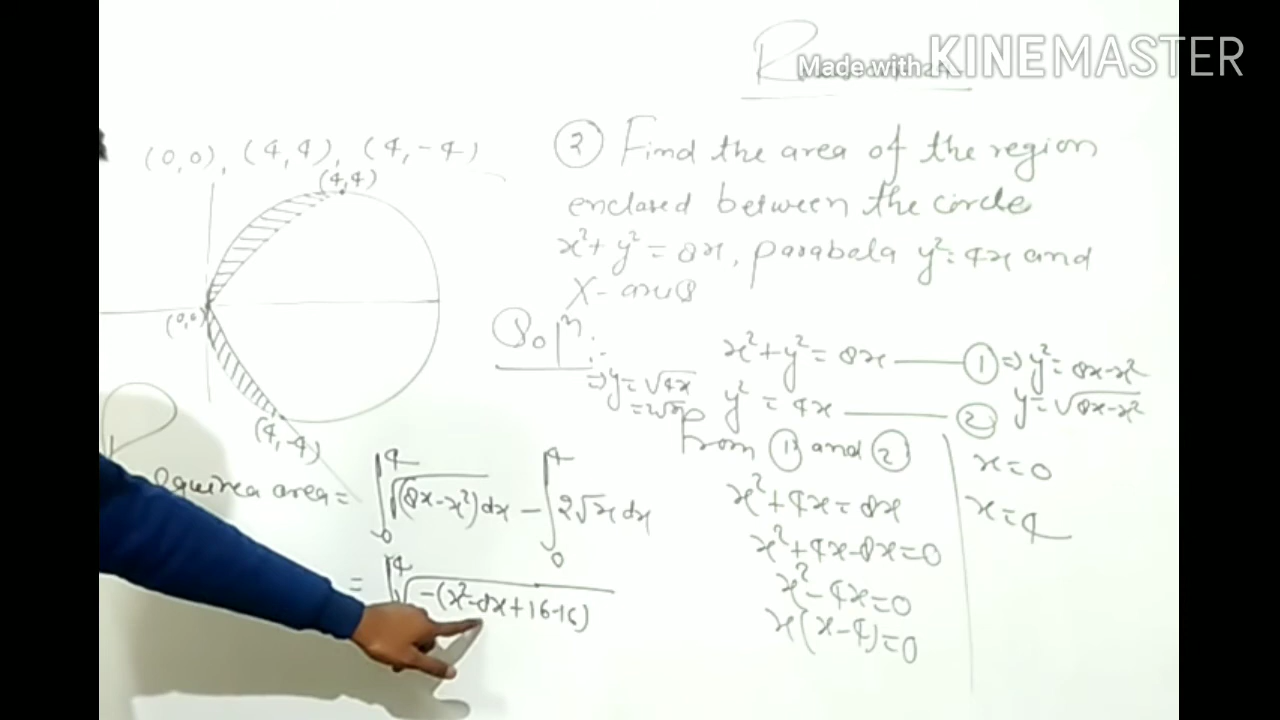 Made with KINEMASTER
(0,0), (4,4), (4,-4)
(4,4)
(0,0)
(4,-4)
② Find the area of the region
enclosed between the circle
x²+y² = 8x, parabola y²=4x and
X-axis
Solⁿ:
x²+y² = 8x —— ① ⇒ y² = 8x-x²
y = √(8x-x²)
⇒ y = √4x
= 2√x
y² = 4x —— ②
From ① and ②
x²+4x = 8x
x²+4x-8x=0
x²-4x=0
x(x-4)=0
x=0
x=4
Required area = ∫₀⁴ √(8x-x²) dx - ∫₀⁴ 2√x dx
= ∫⁴ √-(x²-8x+16-16)